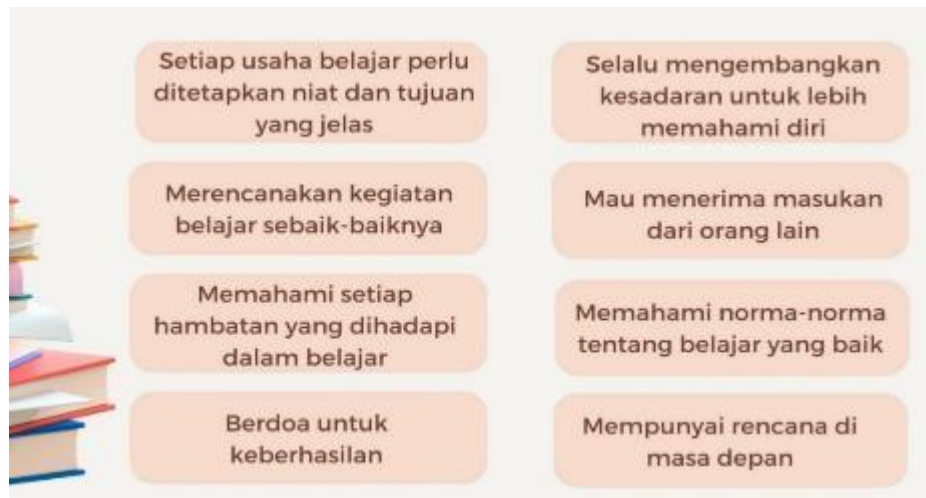 Setiap usaha belajar perlu
ditetapkan niat dan tujuan
yang jelas
Merencanakan kegiatan
belajar sebaik-baiknya
Memahami setiap
hambatan yang dihadapi
dalam belajar
Berdoa untuk
keberhasilan
Selalu mengembangkan
kesadaran untuk lebih
memahami diri
Mau menerima masukan
dari orang lain
Memahami norma-norma
tentang belajar yang baik
Mempunyai rencana di
masa depan